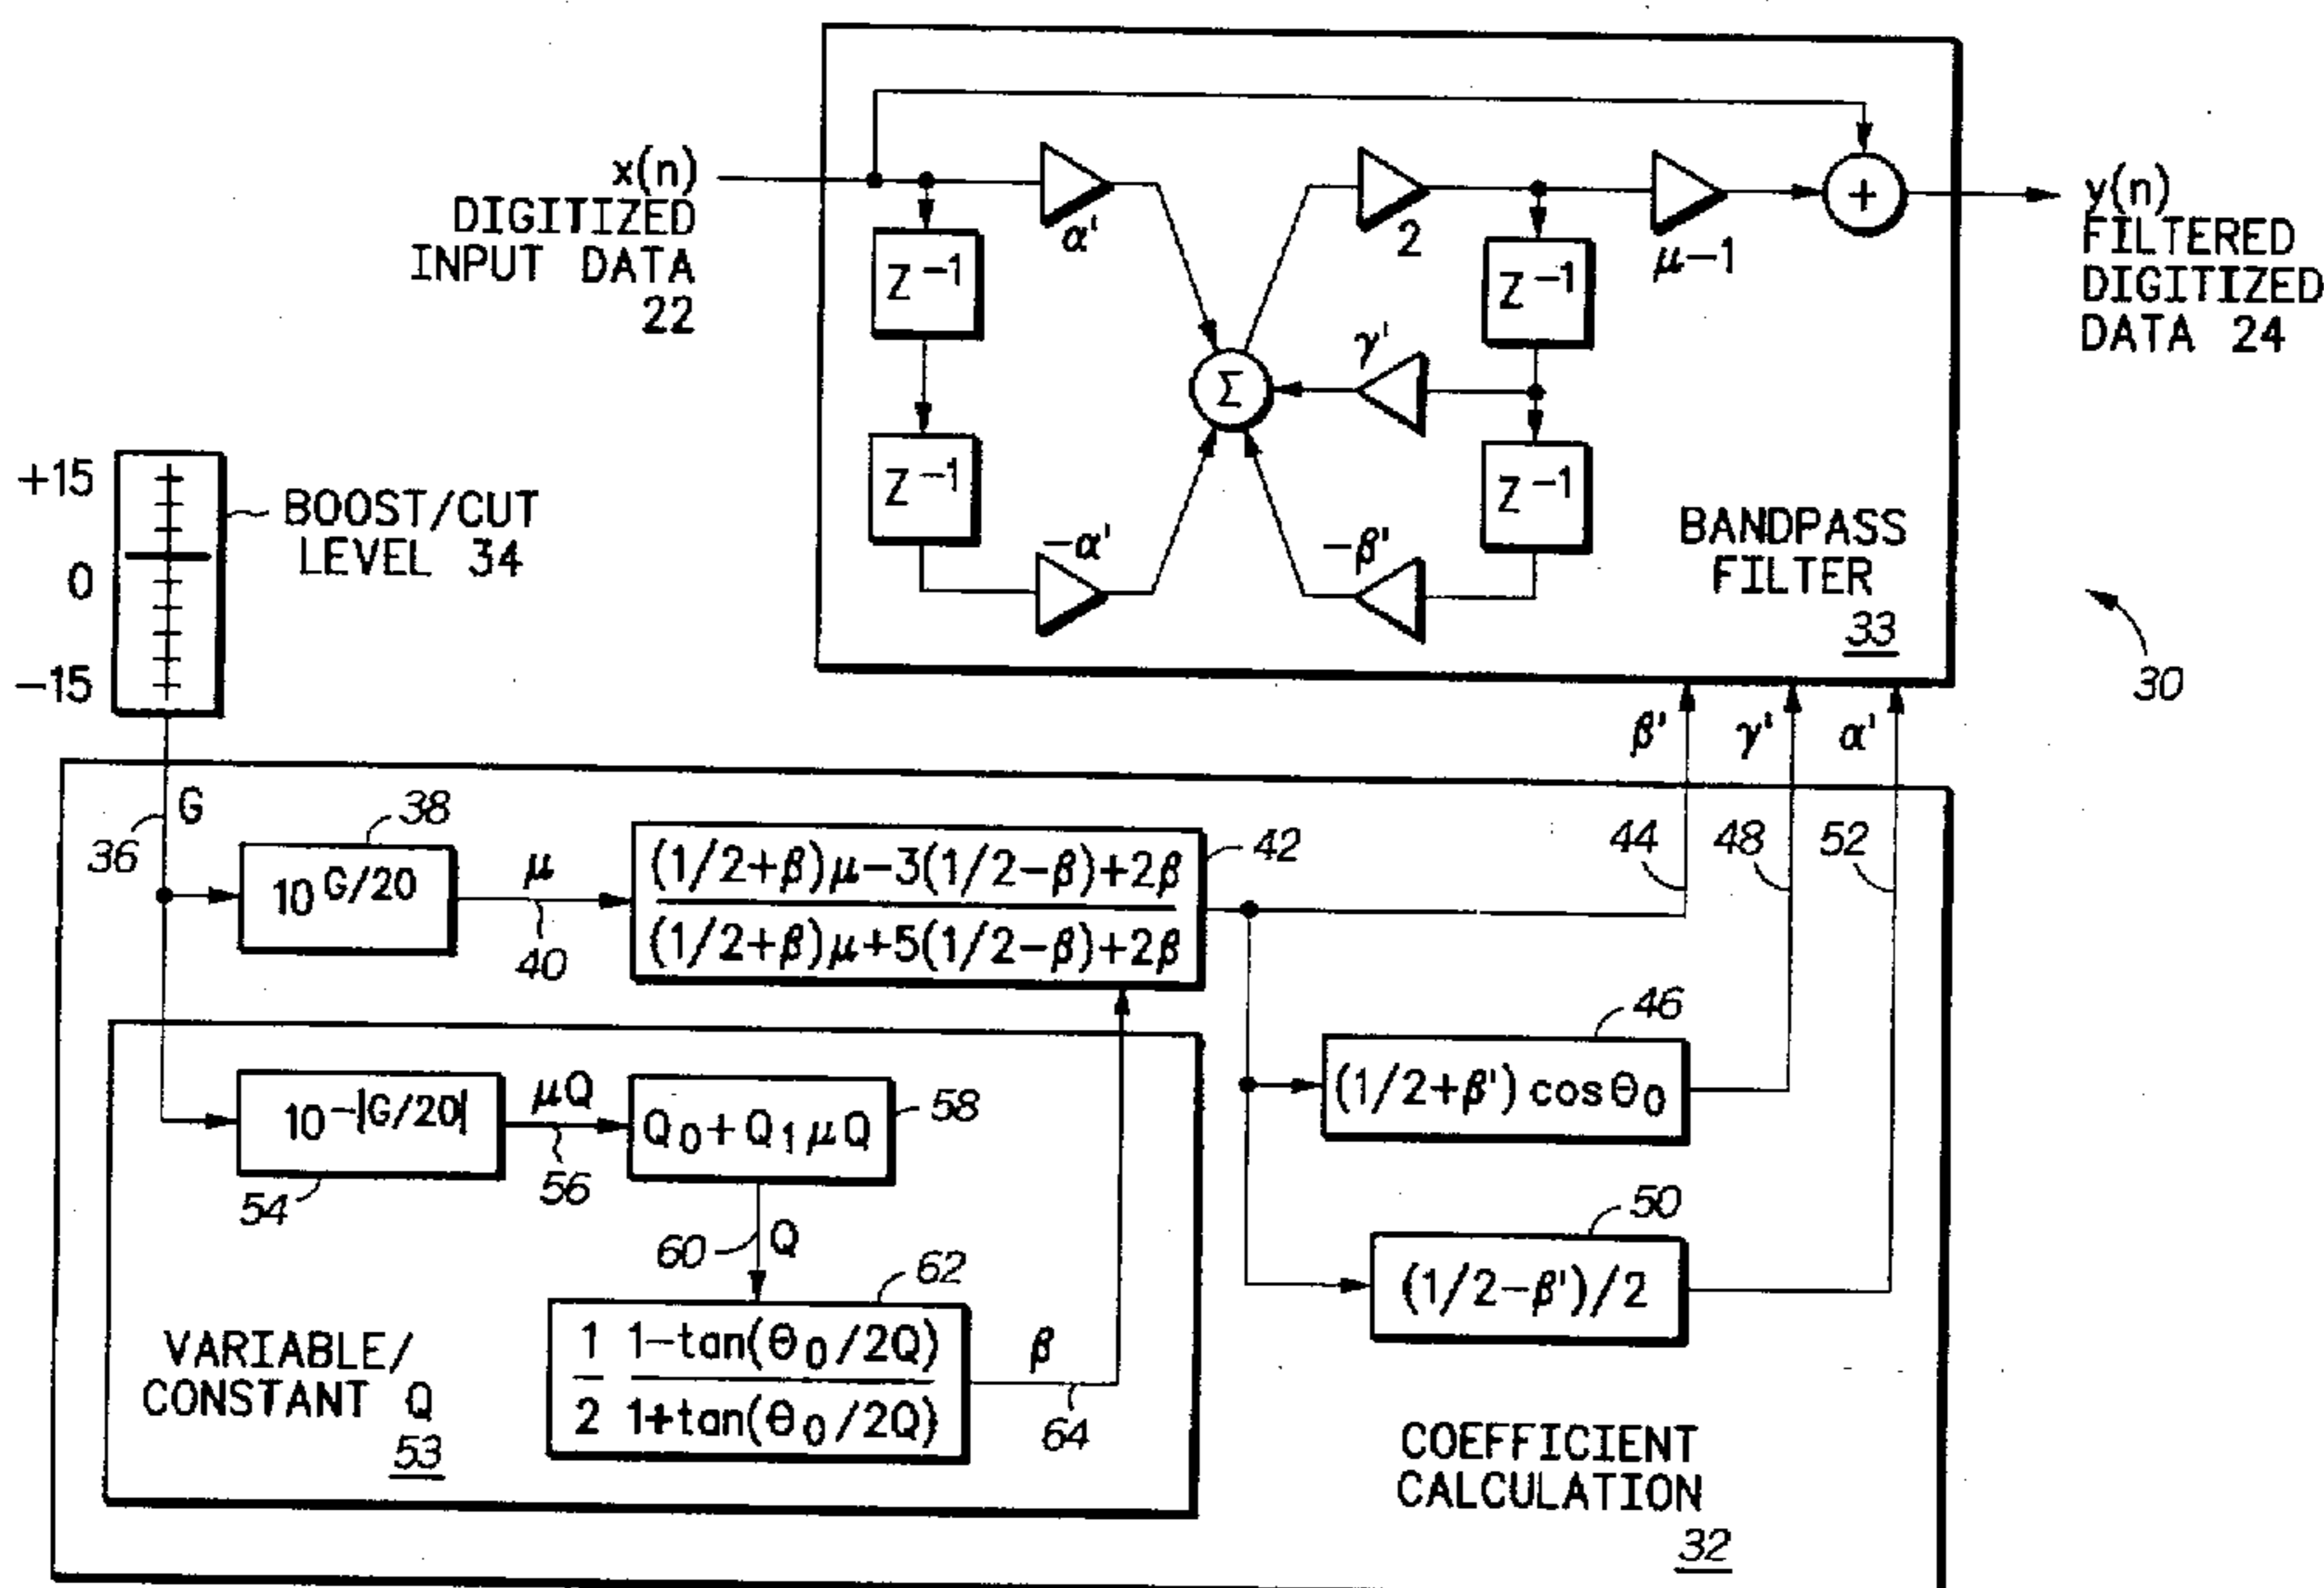 x(n)
DIGITIZED
INPUT DATA
22
α'
Z⁻¹
Z⁻¹
-α'
Σ
2
Z⁻¹
γ'
Z⁻¹
-β'
μ-1
+
y(n)
FILTERED
DIGITIZED
DATA 24
BANDPASS
FILTER
33
30
+15
0
-15
BOOST/CUT
LEVEL 34
β'
γ'
α'
G
36
38
10 G/20
μ
40
(1/2+β)μ-3(1/2-β)+2β
(1/2+β)μ+5(1/2-β)+2β
42
44
48
52
10 -|G/20|
54
μQ
56
Q0+Q1μQ
58
60
Q
62
1 1-tan(θ0/2Q)
2 1+tan(θ0/2Q)
β
64
VARIABLE/
CONSTANT Q
53
46
(1/2+β')cosθ0
50
(1/2-β')/2
COEFFICIENT
CALCULATION
32